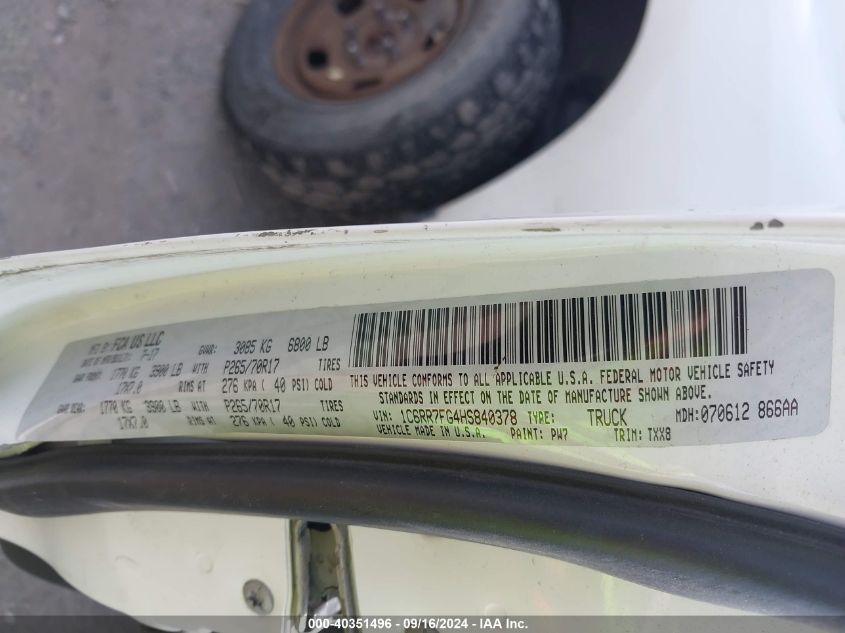 MFD BY: FCA US LLC
DATE OF MFR 7-17 GVWR: 3085 KG 6800 LB
GAWR FRONT: 1770 KG 3900 LB WITH P265/70R17 TIRES
17X7.0 RIMS AT 276 KPA ( 40 PSI) COLD
GAWR REAR: 1770 KG 3900 LB WITH P265/70R17 TIRES
17X7.0 RIMS AT 276 KPA ( 40 PSI) COLD
THIS VEHICLE CONFORMS TO ALL APPLICABLE U.S.A. FEDERAL MOTOR VEHICLE SAFETY
STANDARDS IN EFFECT ON THE DATE OF MANUFACTURE SHOWN ABOVE.
VIN: 1C6RR7FG4HS840378 TYPE: TRUCK MDH: 070612 866AA
VEHICLE MADE IN U.S.A. PAINT: PW7 TRIM: TXX8
000-40351496 - 09/16/2024 - IAA Inc.